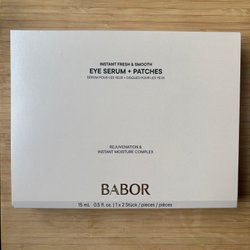 INSTANT FRESH & SMOOTH
EYE SERUM + PATCHES
SÉRUM POUR LES YEUX + DISQUES POUR LES YEUX
REJUVENATION &
INSTANT MOISTURE COMPLEX
BABOR
15 mL 0.5 fl. oz. | 1 x 2 Stück / pieces / pièces